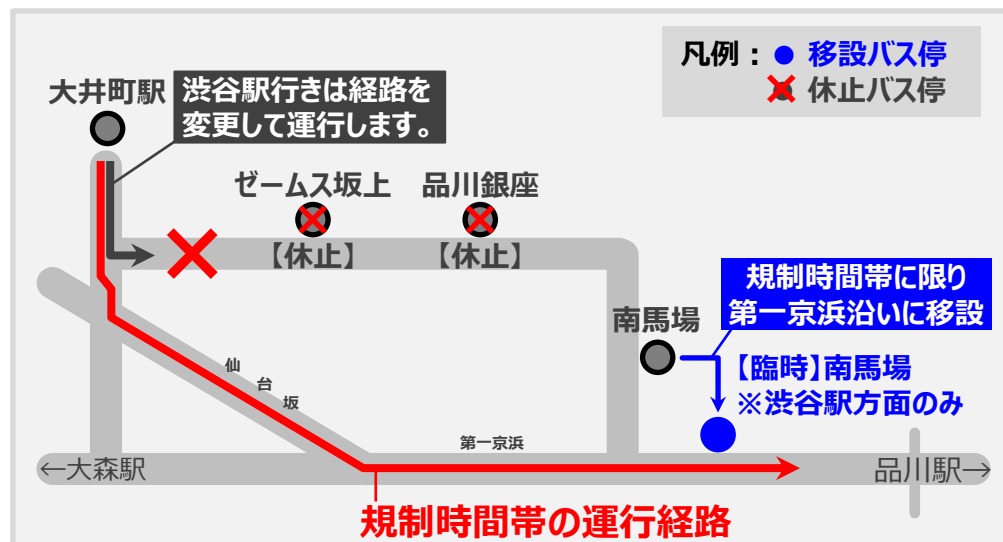 凡例：● 移設バス停
休止バス停
大井町駅
渋谷駅行きは経路を
変更して運行します。
ゼームス坂上
品川銀座
【休止】
【休止】
規制時間帯に限り
第一京浜沿いに移設
南馬場
【臨時】南馬場
※渋谷駅方面のみ
仙台坂
第一京浜
←大森駅
品川駅→
規制時間帯の運行経路